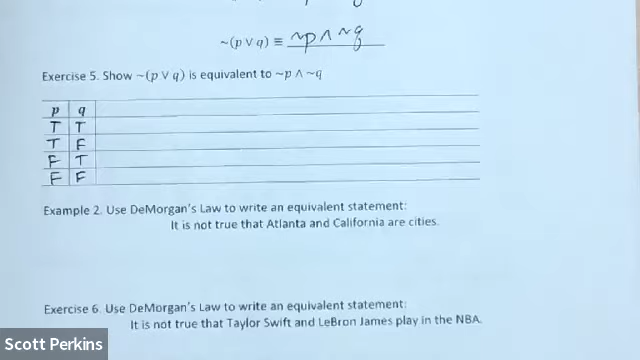 ~(p ∨ q) ≡ ~p ∧ ~q
Exercise 5. Show ~(p ∨ q) is equivalent to ~p ∧ ~q
p q
T T
T F
F T
F F
Example 2. Use DeMorgan's Law to write an equivalent statement:
It is not true that Atlanta and California are cities.
Exercise 6. Use DeMorgan's Law to write an equivalent statement:
It is not true that Taylor Swift and LeBron James play in the NBA.
Scott Perkins